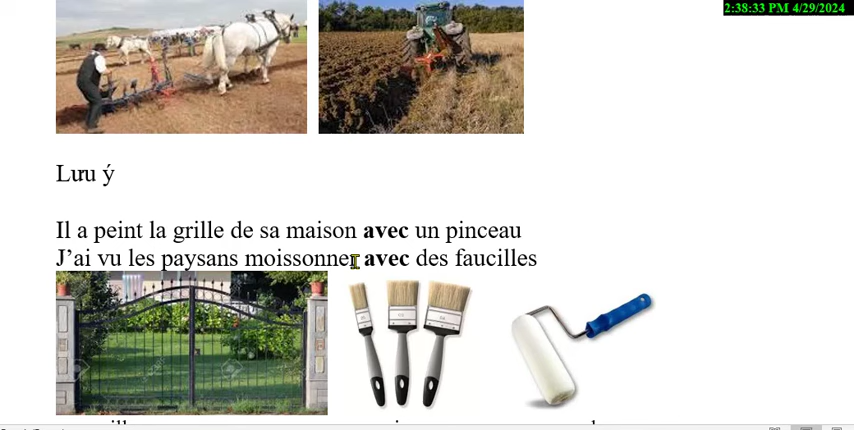 2:38:33 PM 4/29/2024
Lưu ý
Il a peint la grille de sa maison avec un pinceau
J’ai vu les paysans moissonner avec des faucilles